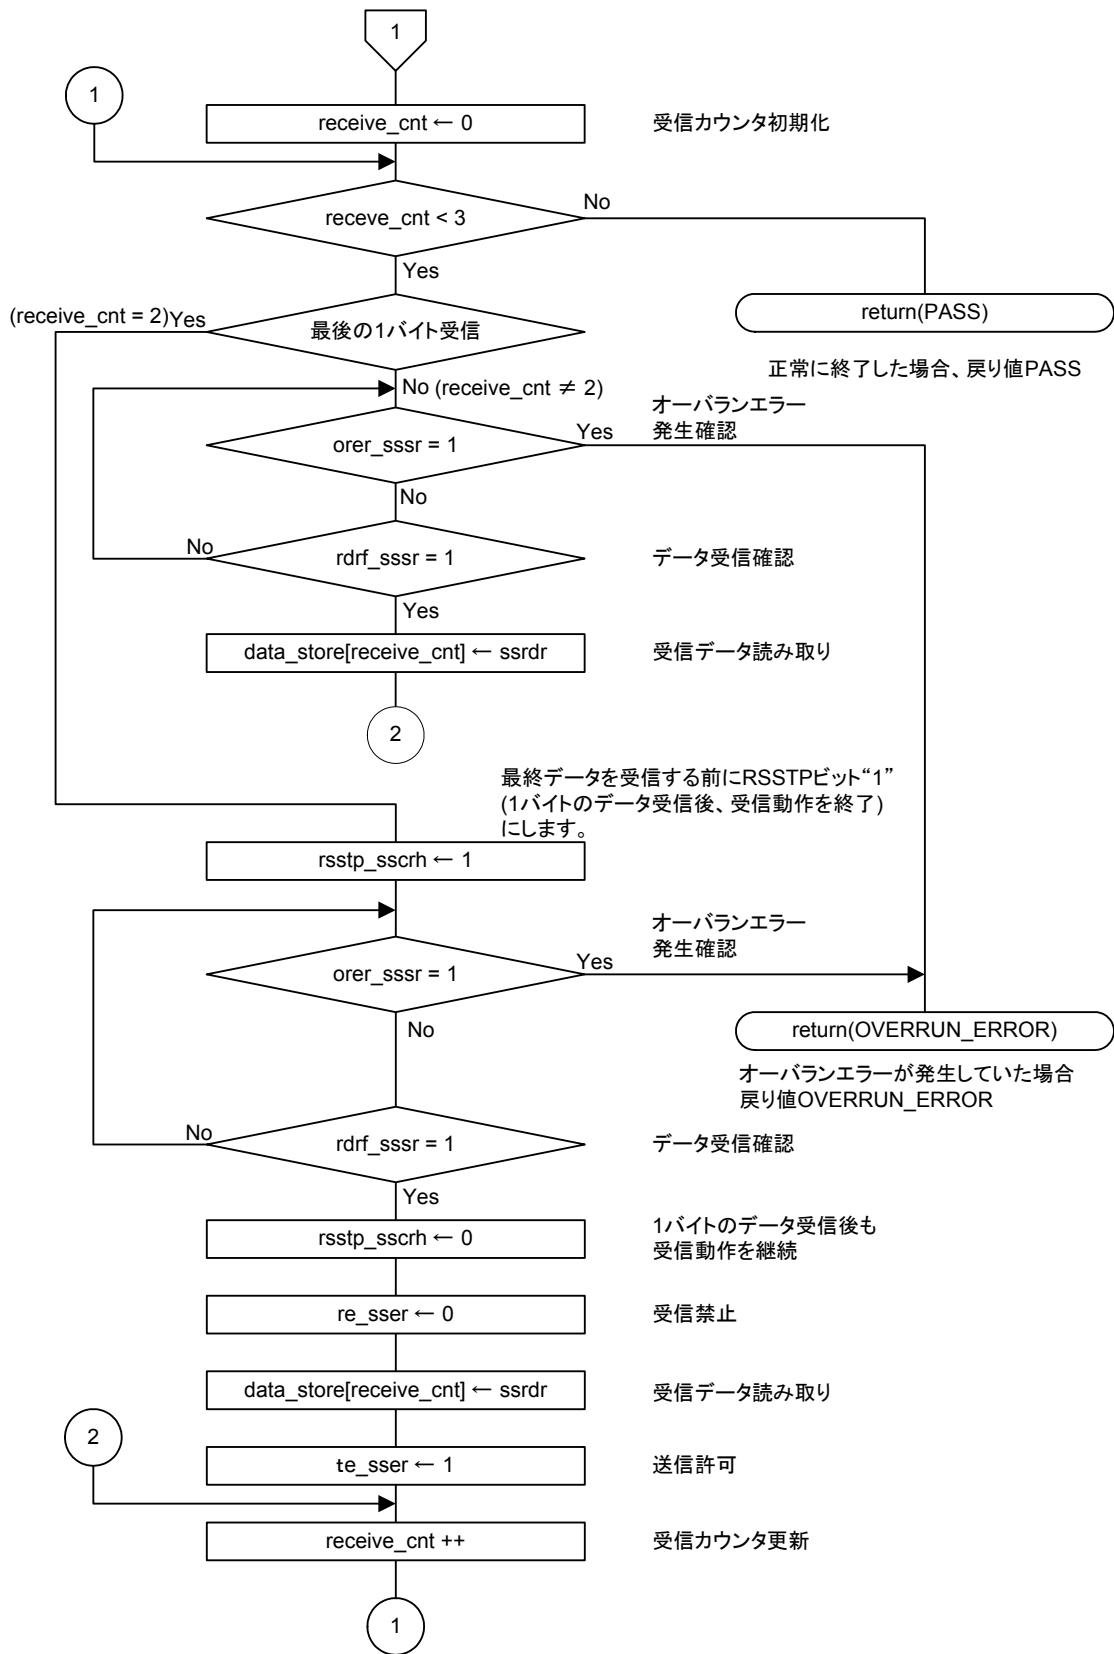 1
1
receive_cnt ← 0
受信カウンタ初期化
receve_cnt < 3
No
Yes
(receive_cnt = 2)
Yes
最後の1バイト受信
return(PASS)
正常に終了した場合、戻り値PASS
No (receive_cnt ≠ 2)
オーバランエラー
発生確認
orer_sssr = 1
Yes
No
No
rdrf_sssr = 1
データ受信確認
Yes
data_store[receive_cnt] ← ssrdr
受信データ読み取り
2
最終データを受信する前にRSSTPビット“1”
(1バイトのデータ受信後、受信動作を終了)
にします。
rsstp_sscrh ← 1
オーバランエラー
発生確認
orer_sssr = 1
Yes
No
return(OVERRUN_ERROR)
オーバランエラーが発生していた場合
戻り値OVERRUN_ERROR
No
rdrf_sssr = 1
データ受信確認
Yes
rsstp_sscrh ← 0
1バイトのデータ受信後も
受信動作を継続
re_sser ← 0
受信禁止
data_store[receive_cnt] ← ssrdr
受信データ読み取り
2
te_sser ← 1
送信許可
receive_cnt ++
受信カウンタ更新
1